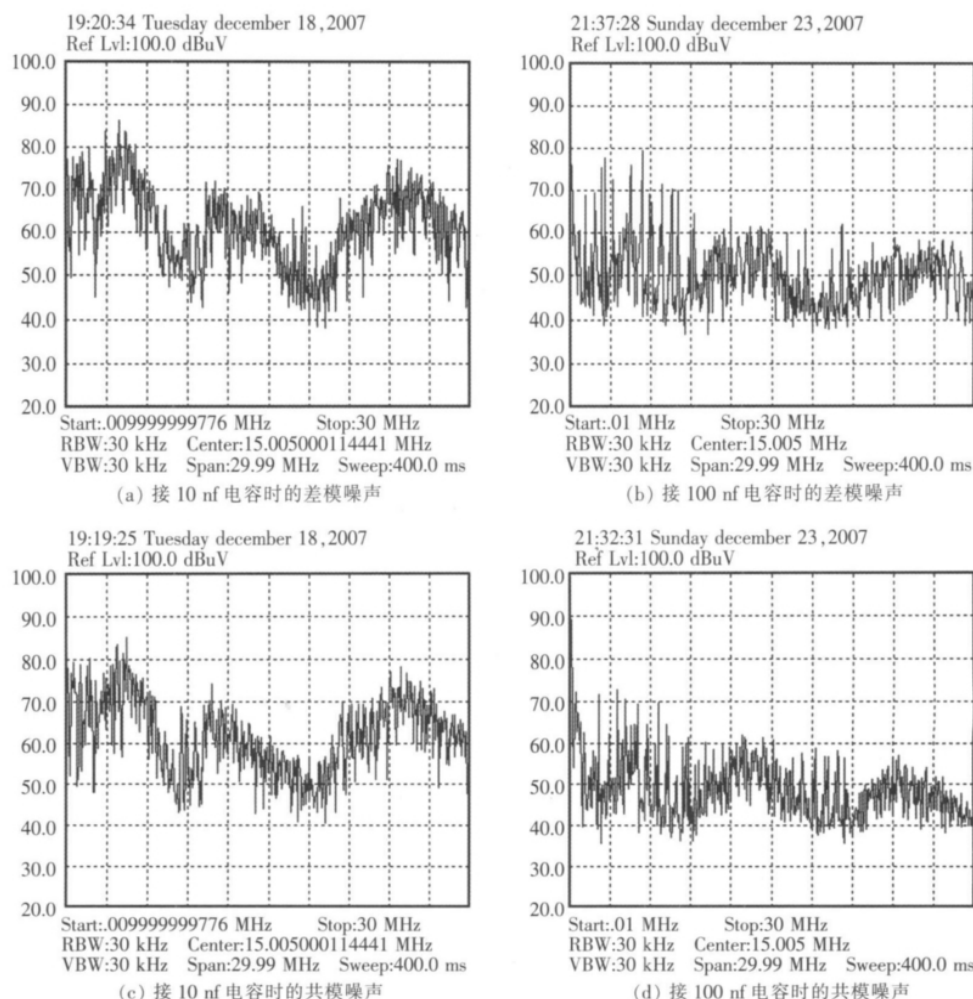 19:20:34 Tuesday december 18,2007
Ref Lvl:100.0 dBuV
100.0
90.0
80.0
70.0
60.0
50.0
40.0
30.0
20.0
Start:.0099999999776 MHz Stop:30 MHz
RBW:30 kHz Center:15.005000114441 MHz
VBW:30 kHz Span:29.99 MHz Sweep:400.0 ms
(a) 接 10 nf 电容时的差模噪声
21:37:28 Sunday december 23,2007
Ref Lvl:100.0 dBuV
100.0
90.0
80.0
70.0
60.0
50.0
40.0
30.0
20.0
Start:.01 MHz Stop:30 MHz
RBW:30 kHz Center:15.005 MHz
VBW:30 kHz Span:29.99 MHz Sweep:400.0 ms
(b) 接 100 nf 电容时的差模噪声
19:19:25 Tuesday december 18,2007
Ref Lvl:100.0 dBuV
100.0
90.0
80.0
70.0
60.0
50.0
40.0
30.0
20.0
Start:.0099999999776 MHz Stop:30 MHz
RBW:30 kHz Center:15.005000114441 MHz
VBW:30 kHz Span:29.99 MHz Sweep:400.0 ms
(c) 接 10 nf 电容时的共模噪声
21:32:31 Sunday december 23,2007
Ref Lvl:100.0 dBuV
100.0
90.0
80.0
70.0
60.0
50.0
40.0
30.0
20.0
Start:.01 MHz Stop:30 MHz
RBW:30 kHz Center:15.005 MHz
VBW:30 kHz Span:29.99 MHz Sweep:400.0 ms
(d) 接 100 nf 电容时的共模噪声